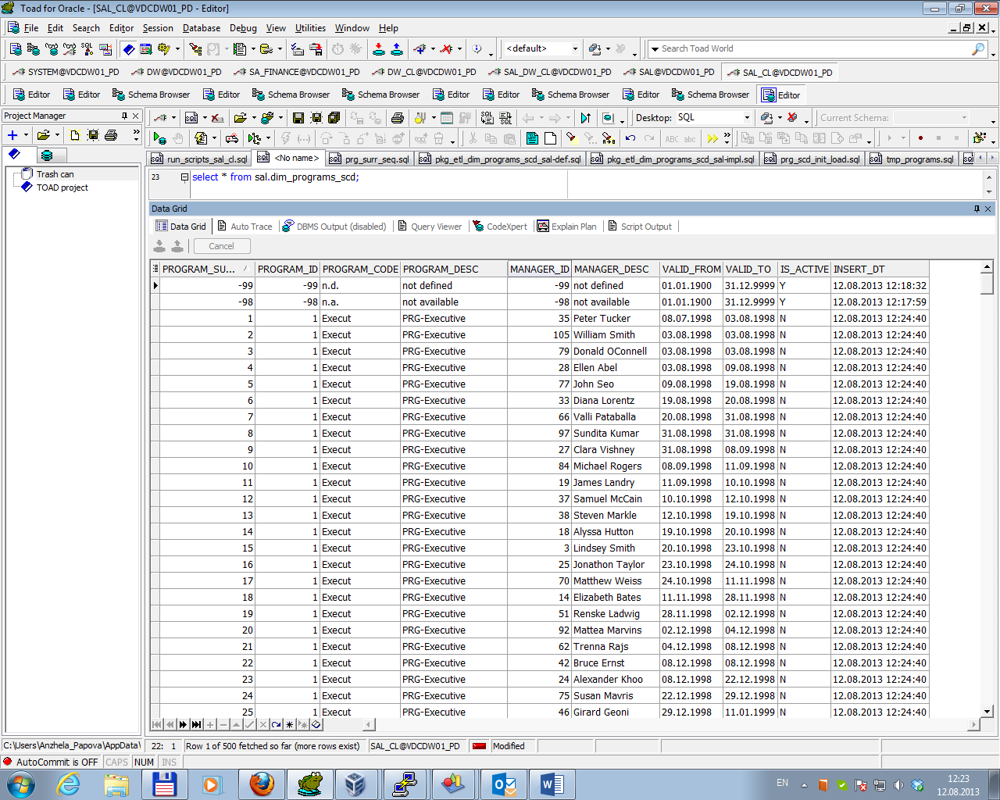 Toad for Oracle - [SAL_CL@VDCDW01_PD - Editor]
File Edit Search Editor Session Database Debug View Utilities Window Help
<default> Search Toad World
SYSTEM@VDCDW01_PD DW@VDCDW01_PD SA_FINANCE@VDCDW01_PD DW_CL@VDCDW01_PD SAL_DW_CL@VDCDW01_PD SAL@VDCDW01_PD SAL_CL@VDCDW01_PD
Editor Editor Schema Browser Editor Schema Browser Schema Browser Editor Editor Schema Browser Editor Schema Browser Editor
Project Manager
Desktop: SQL Current Schema:
run_scripts_sal_cl.sql <No name> prg_surr_seq.sql pkg_etl_dim_programs_scd_sal-def.sql pkg_etl_dim_programs_scd_sal-impl.sql prg_scd_init_load.sql tmp_programs.sql
Trash can
TOAD project
23 select * from sal.dim_programs_scd;
Data Grid
Data Grid Auto Trace DBMS Output (disabled) Query Viewer CodeXpert Explain Plan Script Output
Cancel
PROGRAM_SU... PROGRAM_ID PROGRAM_CODE PROGRAM_DESC MANAGER_ID MANAGER_DESC VALID_FROM VALID_TO IS_ACTIVE INSERT_DT
-99 -99 n.d. not defined -99 not defined 01.01.1900 31.12.9999 Y 12.08.2013 12:18:32
-98 -98 n.a. not available -98 not available 01.01.1900 31.12.9999 Y 12.08.2013 12:17:59
1 1 Execut PRG-Executive 35 Peter Tucker 08.07.1998 03.08.1998 N 12.08.2013 12:24:40
2 1 Execut PRG-Executive 105 William Smith 03.08.1998 03.08.1998 N 12.08.2013 12:24:40
3 1 Execut PRG-Executive 79 Donald OConnell 03.08.1998 03.08.1998 N 12.08.2013 12:24:40
4 1 Execut PRG-Executive 28 Ellen Abel 03.08.1998 09.08.1998 N 12.08.2013 12:24:40
5 1 Execut PRG-Executive 77 John Seo 09.08.1998 19.08.1998 N 12.08.2013 12:24:40
6 1 Execut PRG-Executive 33 Diana Lorentz 19.08.1998 20.08.1998 N 12.08.2013 12:24:40
7 1 Execut PRG-Executive 66 Valli Pataballa 20.08.1998 31.08.1998 N 12.08.2013 12:24:40
8 1 Execut PRG-Executive 97 Sundita Kumar 31.08.1998 31.08.1998 N 12.08.2013 12:24:40
9 1 Execut PRG-Executive 27 Clara Vishney 31.08.1998 08.09.1998 N 12.08.2013 12:24:40
10 1 Execut PRG-Executive 84 Michael Rogers 08.09.1998 11.09.1998 N 12.08.2013 12:24:40
11 1 Execut PRG-Executive 19 James Landry 11.09.1998 10.10.1998 N 12.08.2013 12:24:40
12 1 Execut PRG-Executive 37 Samuel McCain 10.10.1998 12.10.1998 N 12.08.2013 12:24:40
13 1 Execut PRG-Executive 38 Steven Markle 12.10.1998 19.10.1998 N 12.08.2013 12:24:40
14 1 Execut PRG-Executive 18 Alyssa Hutton 19.10.1998 20.10.1998 N 12.08.2013 12:24:40
15 1 Execut PRG-Executive 3 Lindsey Smith 20.10.1998 23.10.1998 N 12.08.2013 12:24:40
16 1 Execut PRG-Executive 25 Jonathon Taylor 23.10.1998 24.10.1998 N 12.08.2013 12:24:40
17 1 Execut PRG-Executive 70 Matthew Weiss 24.10.1998 11.11.1998 N 12.08.2013 12:24:40
18 1 Execut PRG-Executive 14 Elizabeth Bates 11.11.1998 28.11.1998 N 12.08.2013 12:24:40
19 1 Execut PRG-Executive 51 Renske Ladwig 28.11.1998 02.12.1998 N 12.08.2013 12:24:40
20 1 Execut PRG-Executive 92 Mattea Marvins 02.12.1998 04.12.1998 N 12.08.2013 12:24:40
21 1 Execut PRG-Executive 62 Trenna Rajs 04.12.1998 08.12.1998 N 12.08.2013 12:24:40
22 1 Execut PRG-Executive 42 Bruce Ernst 08.12.1998 08.12.1998 N 12.08.2013 12:24:40
23 1 Execut PRG-Executive 24 Alexander Khoo 08.12.1998 22.12.1998 N 12.08.2013 12:24:40
24 1 Execut PRG-Executive 75 Susan Mavris 22.12.1998 29.12.1998 N 12.08.2013 12:24:40
25 1 Execut PRG-Executive 46 Girard Geoni 29.12.1998 11.01.1999 N 12.08.2013 12:24:40
C:\Users\Anzhela_Papova\AppData\ 22: 1 Row 1 of 500 fetched so far (more rows exist) SAL_CL@VDCDW01_PD Modified
AutoCommit is OFF CAPS NUM INS
EN 12:23
12.08.2013